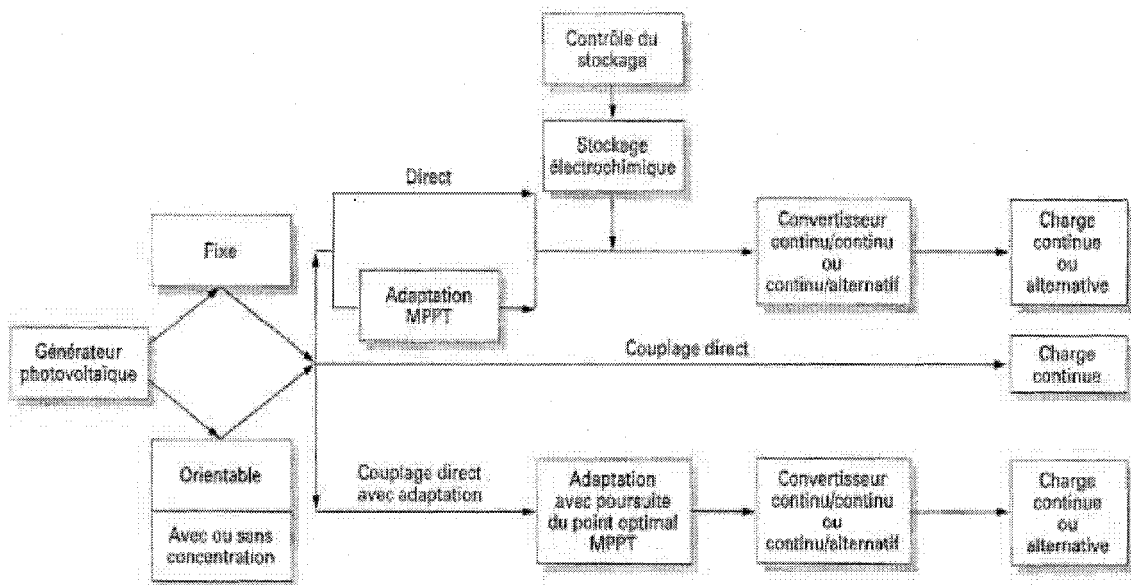 Contrôle du
stockage
Stockage
électrochimique
Direct
Fixe
Adaptation
MPPT
Convertisseur
continu/continu
ou
continu/alternatif
Charge
continue
ou
alternative
Générateur
photovoltaïque
Couplage direct
Charge
continue
Orientable
Avec ou sans
concentration
Couplage direct
avec adaptation
Adaptation
avec poursuite
du point optimal
MPPT
Convertisseur
continu/continu
ou
continu/alternatif
Charge
continue
ou
alternative